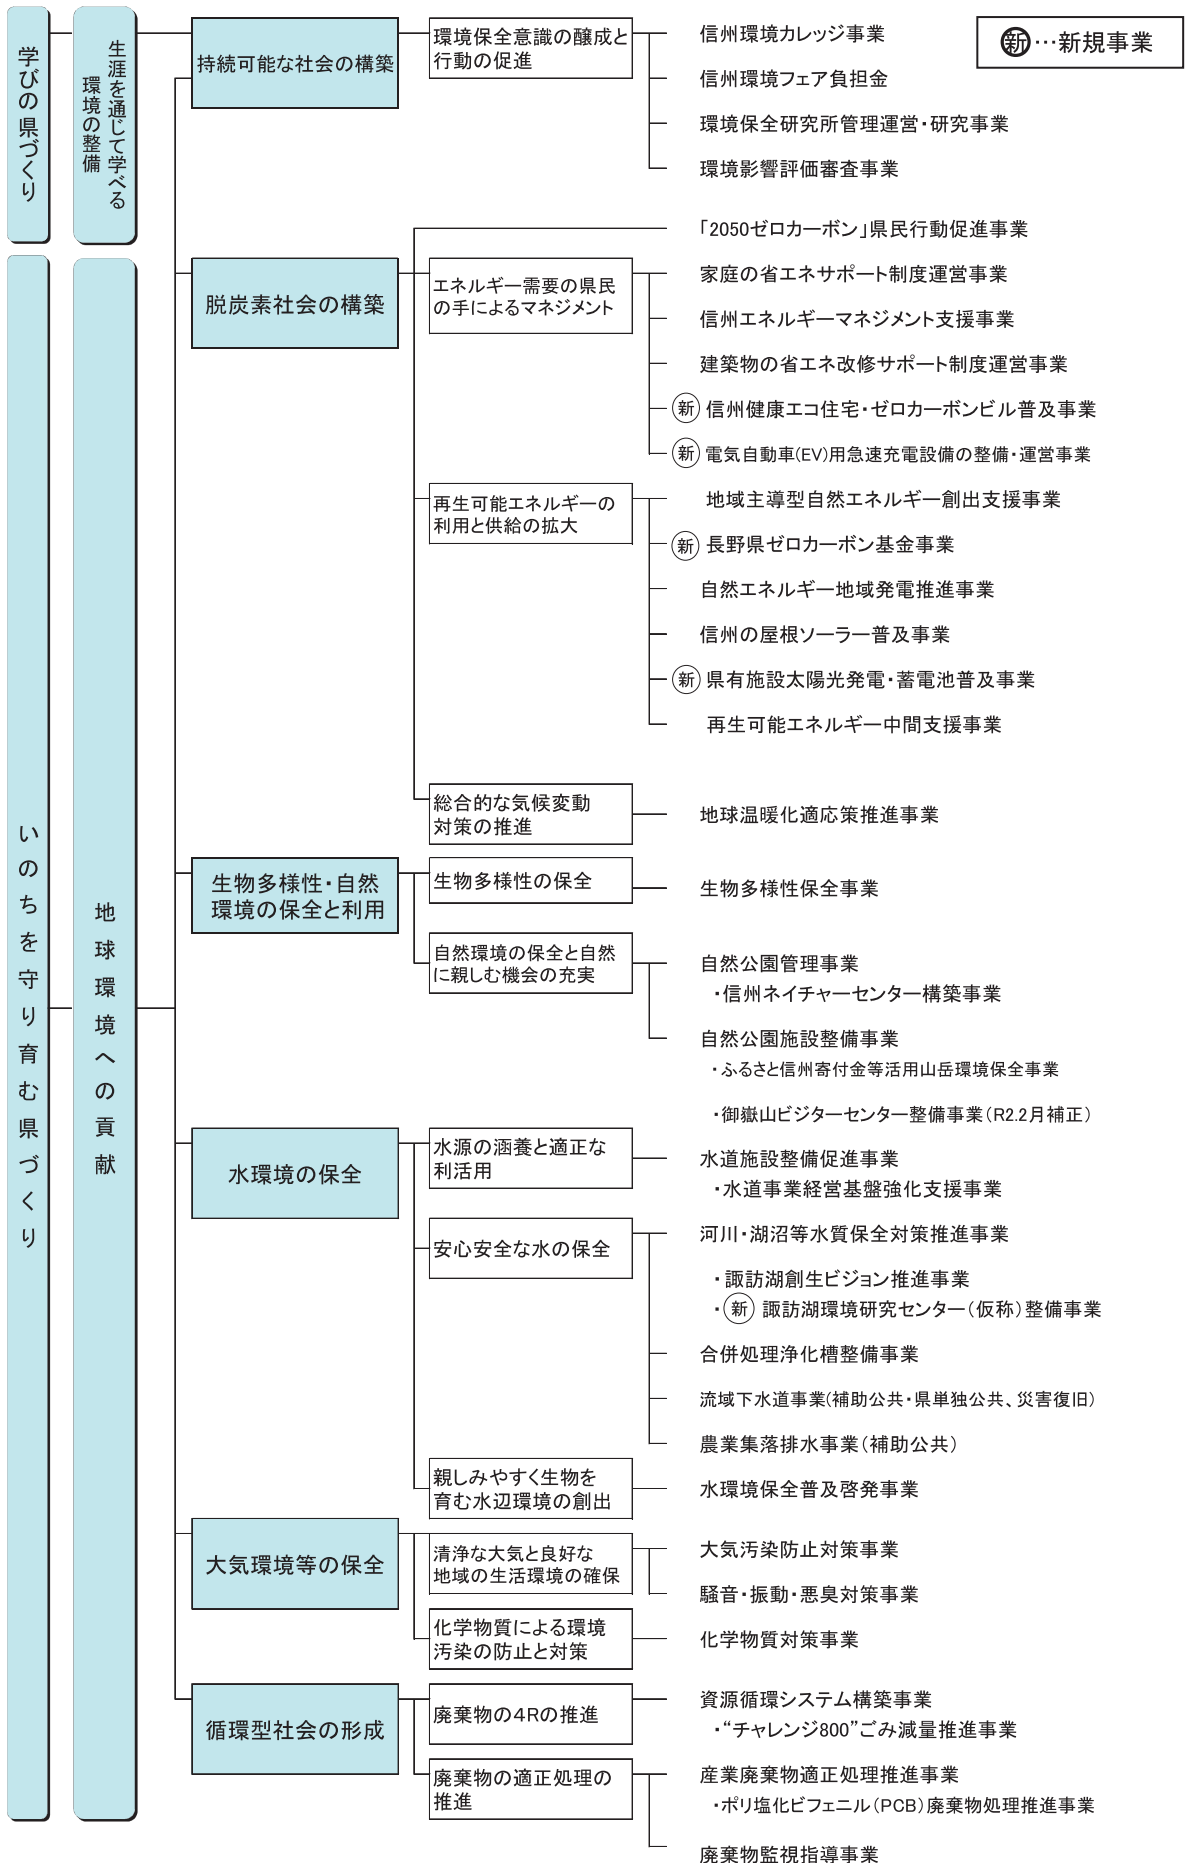 学びの県づくり
生涯を通じて学べる
環境の整備
いのちを守り育む県づくり
地球環境への貢献
新…新規事業
持続可能な社会の構築
環境保全意識の醸成と
行動の促進
信州環境カレッジ事業
信州環境フェア負担金
環境保全研究所管理運営・研究事業
環境影響評価審査事業
脱炭素社会の構築
「2050ゼロカーボン」県民行動促進事業
エネルギー需要の県民
の手によるマネジメント
家庭の省エネサポート制度運営事業
信州エネルギーマネジメント支援事業
建築物の省エネ改修サポート制度運営事業
新 信州健康エコ住宅・ゼロカーボンビル普及事業
新 電気自動車(EV)用急速充電設備の整備・運営事業
再生可能エネルギーの
利用と供給の拡大
地域主導型自然エネルギー創出支援事業
新 長野県ゼロカーボン基金事業
自然エネルギー地域発電推進事業
信州の屋根ソーラー普及事業
新 県有施設太陽光発電・蓄電池普及事業
再生可能エネルギー中間支援事業
総合的な気候変動
対策の推進
地球温暖化適応策推進事業
生物多様性・自然
環境の保全と利用
生物多様性の保全
生物多様性保全事業
自然環境の保全と自然
に親しむ機会の充実
自然公園管理事業
・信州ネイチャーセンター構築事業
自然公園施設整備事業
・ふるさと信州寄付金等活用山岳環境保全事業
・御嶽山ビジターセンター整備事業（R2.2月補正）
水環境の保全
水源の涵養と適正な
利活用
水道施設整備促進事業
・水道事業経営基盤強化支援事業
安心安全な水の保全
河川・湖沼等水質保全対策推進事業
・諏訪湖創生ビジョン推進事業
・新 諏訪湖環境研究センター（仮称）整備事業
合併処理浄化槽整備事業
流域下水道事業(補助公共・県単独公共、災害復旧)
農業集落排水事業（補助公共）
親しみやすく生物を
育む水辺環境の創出
水環境保全普及啓発事業
大気環境等の保全
清浄な大気と良好な
地域の生活環境の確保
大気汚染防止対策事業
騒音・振動・悪臭対策事業
化学物質による環境
汚染の防止と対策
化学物質対策事業
循環型社会の形成
廃棄物の4Rの推進
資源循環システム構築事業
・“チャレンジ800”ごみ減量推進事業
廃棄物の適正処理の
推進
産業廃棄物適正処理推進事業
・ポリ塩化ビフェニル（PCB）廃棄物処理推進事業
廃棄物監視指導事業